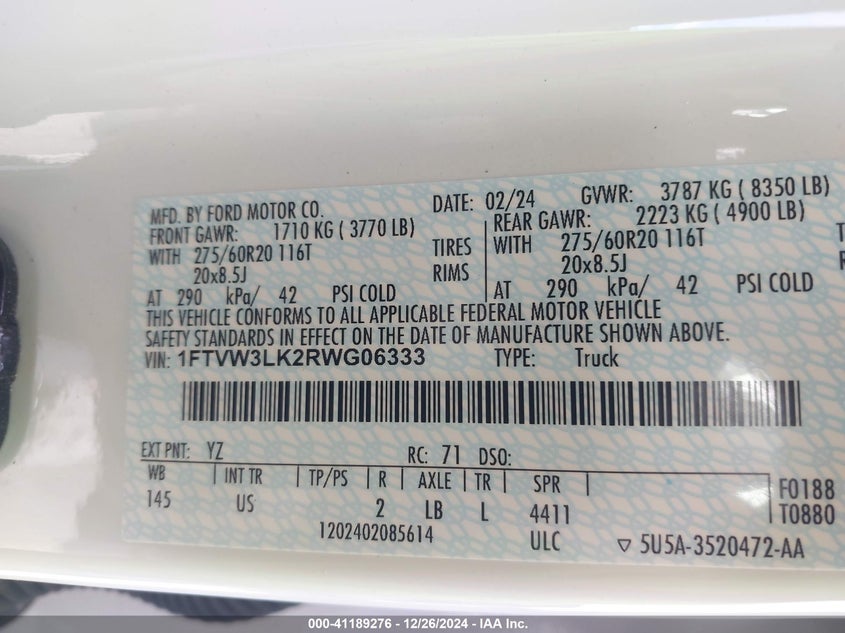 MFD. BY FORD MOTOR CO. DATE: 02/24 GVWR: 3787 KG ( 8350 LB)
FRONT GAWR: 1710 KG ( 3770 LB) REAR GAWR: 2223 KG ( 4900 LB)
WITH 275/60R20 116T TIRES WITH 275/60R20 116T
20x8.5J RIMS 20x8.5J
AT 290 kPa/ 42 PSI COLD AT 290 kPa/ 42 PSI COLD
THIS VEHICLE CONFORMS TO ALL APPLICABLE FEDERAL MOTOR VEHICLE
SAFETY STANDARDS IN EFFECT ON THE DATE OF MANUFACTURE SHOWN ABOVE.
VIN: 1FTVW3LK2RWG06333 TYPE: Truck
EXT PNT: YZ RC: 71 DSO:
WB INT TR TP/PS R AXLE TR SPR
145 US 2 LB L 4411
F0188
T0880
1202402085614 ULC ▽ 5U5A-3520472-AA
000-41189276 - 12/26/2024 - IAA Inc.